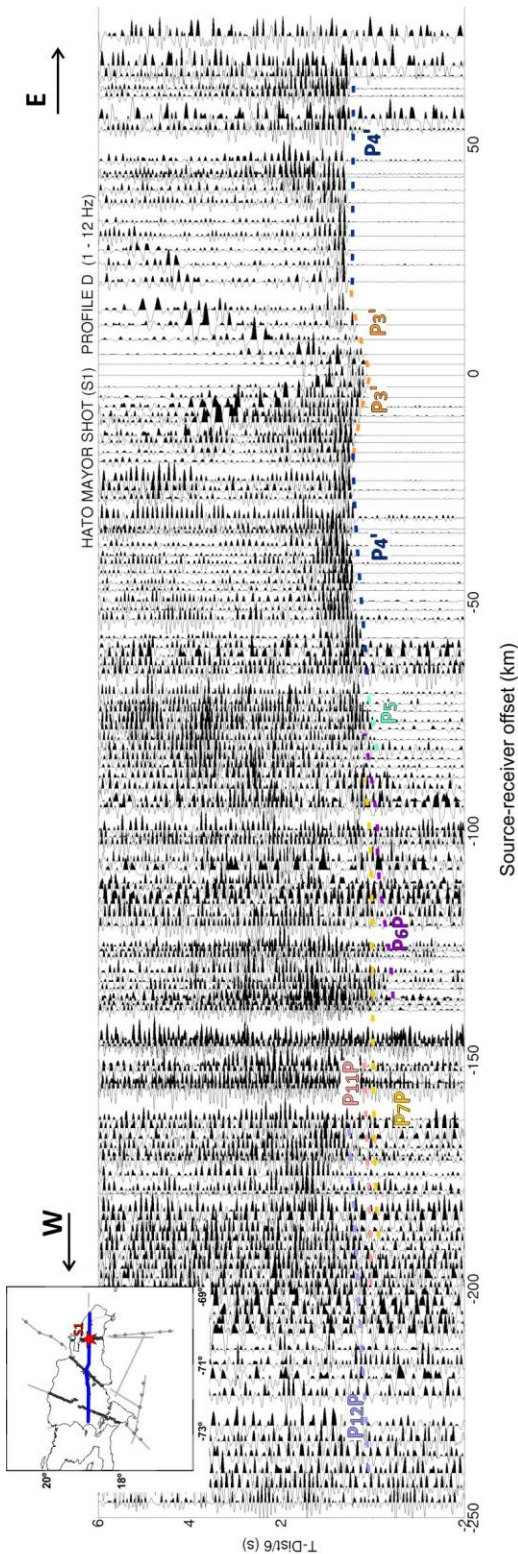 W
E
HATO MAYOR SHOT (S1) PROFILE D (1 - 12 Hz)
20°
18°
-73°
-71°
-69°
S1
6
4
2
T-Dist/6 (s)
P12P
P11P
P7P
P6P
P5
P4'
P3'
P3'
P4'
-250
-200
-150
-100
-50
0
50
Source-receiver offset (km)